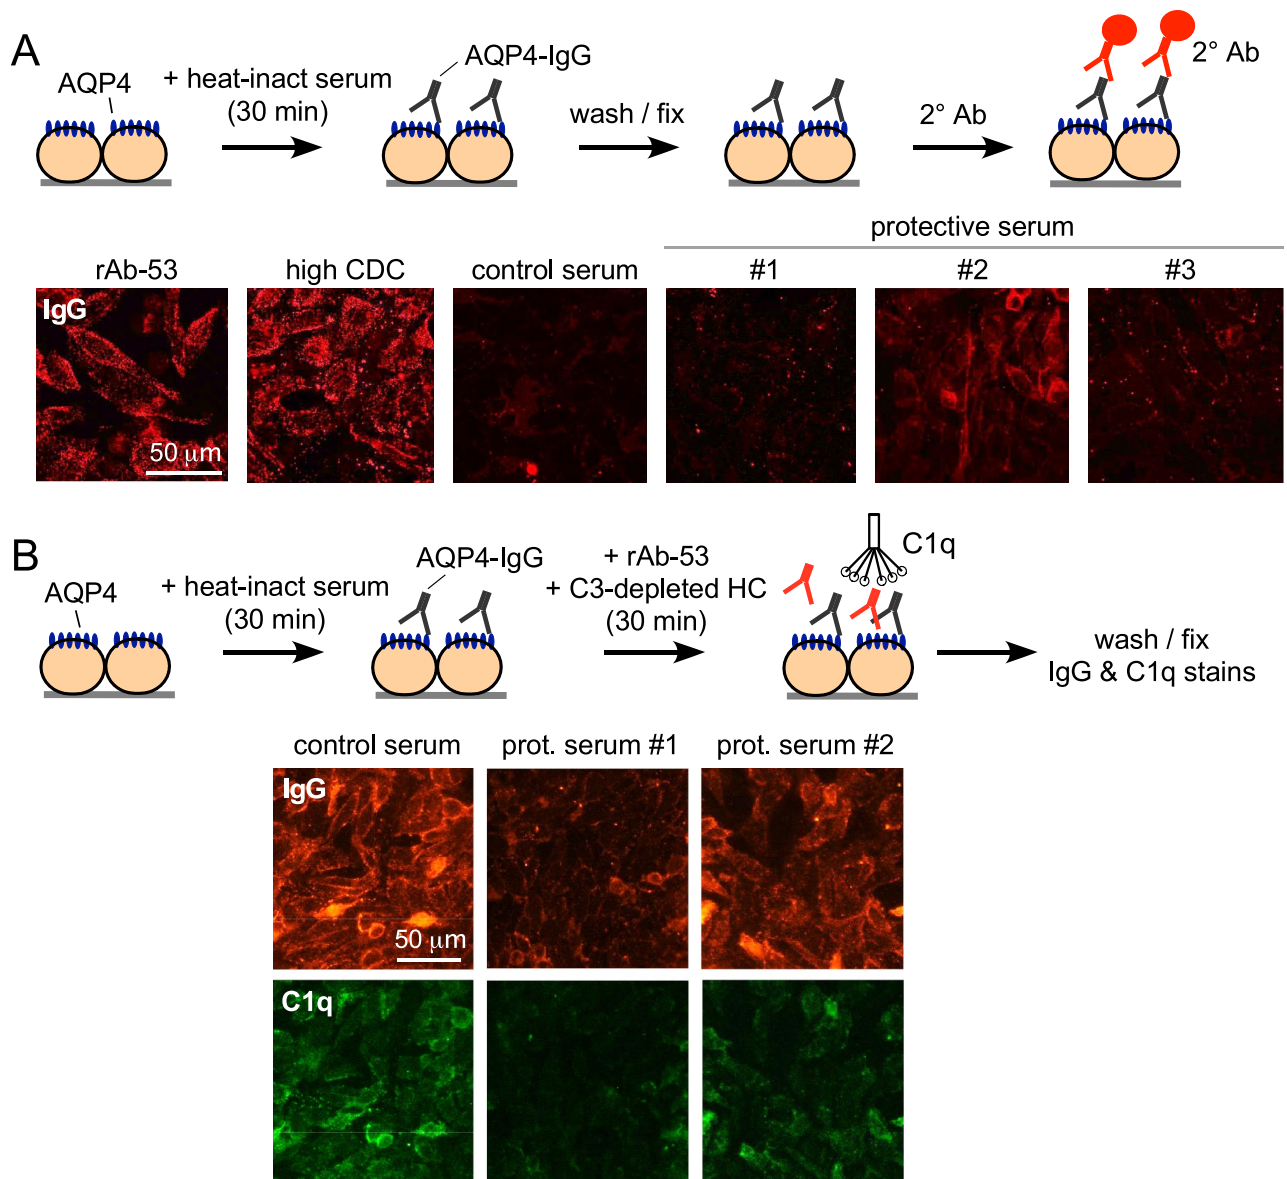 A
AQP4
+ heat-inact serum
(30 min)
AQP4-IgG
wash / fix
2° Ab
2° Ab
protective serum
rAb-53
high CDC
control serum
#1
#2
#3
IgG
50 μm
B
AQP4
+ heat-inact serum
(30 min)
AQP4-IgG
+ rAb-53
+ C3-depleted HC
(30 min)
C1q
wash / fix
IgG & C1q stains
control serum
prot. serum #1
prot. serum #2
IgG
50 μm
C1q